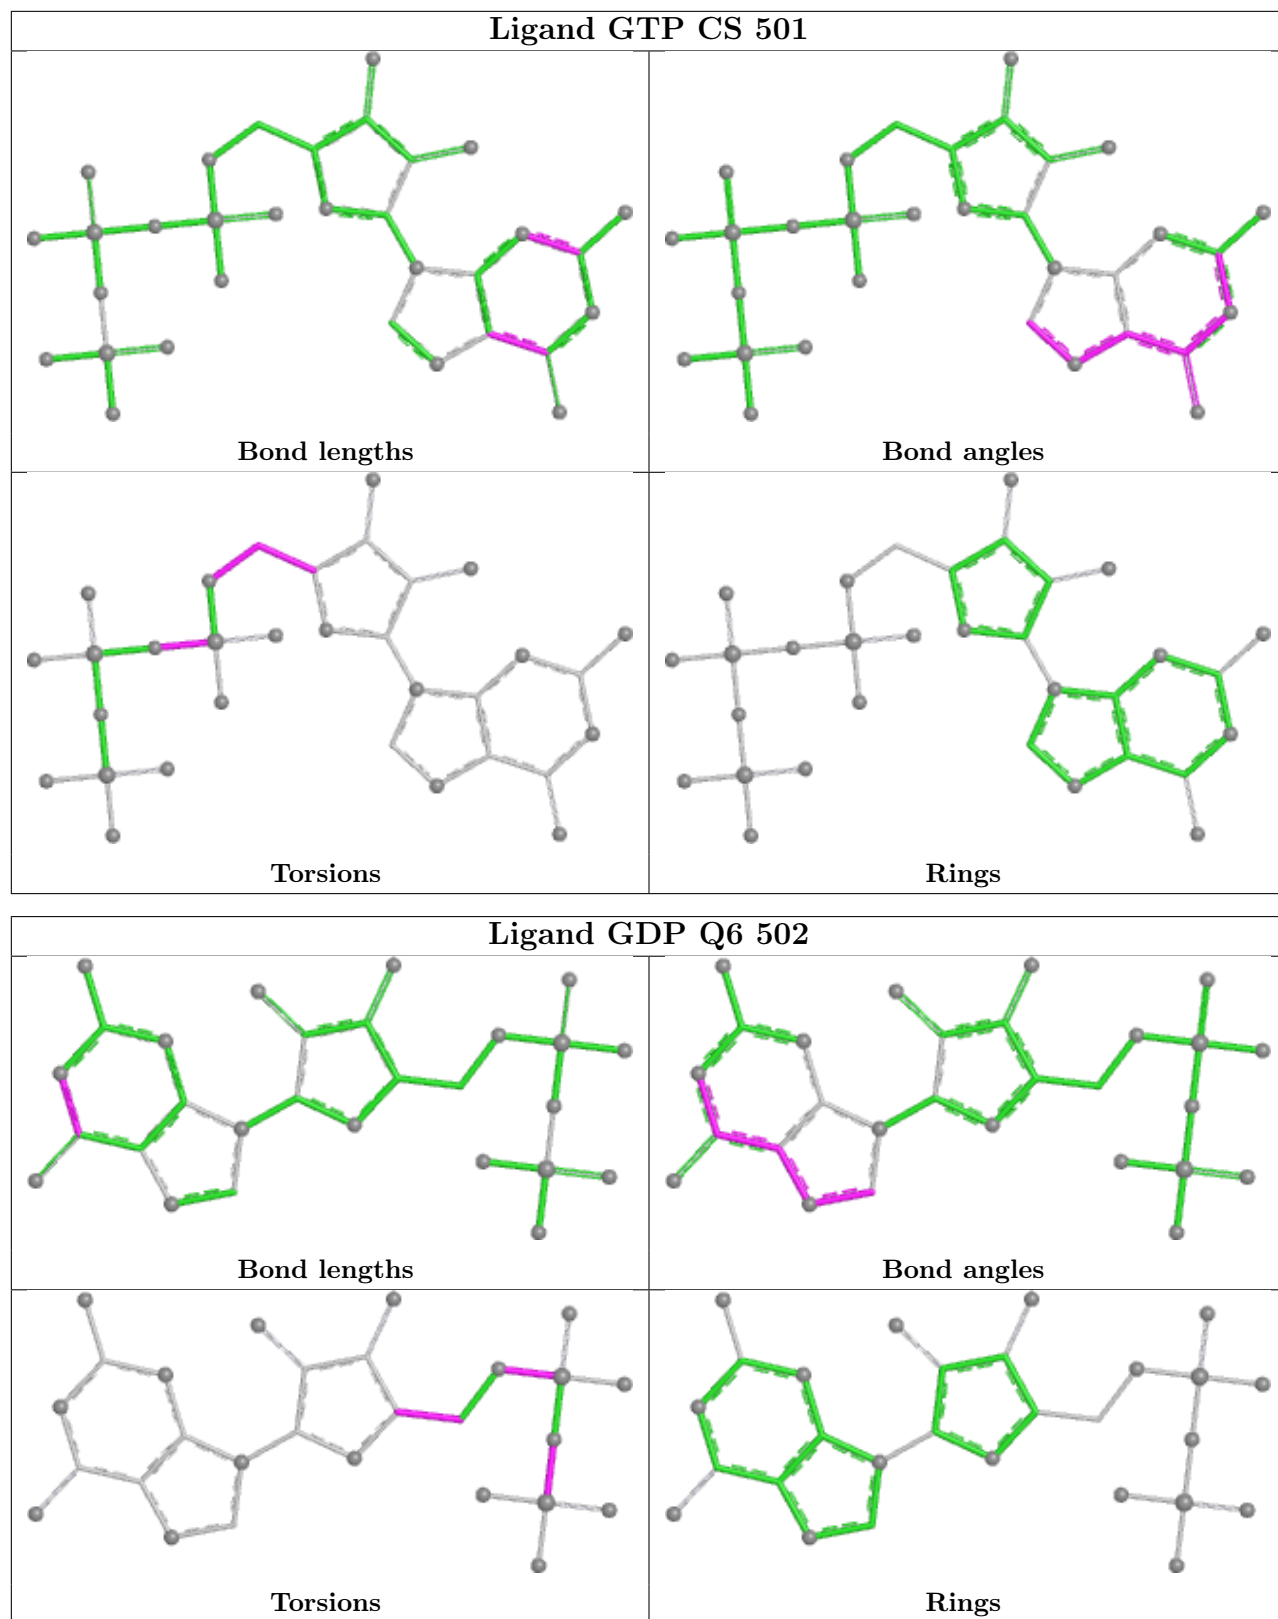 Ligand GTP CS 501
Bond lengths
Bond angles
Torsions
Rings
Ligand GDP Q6 502
Bond lengths
Bond angles
Torsions
Rings